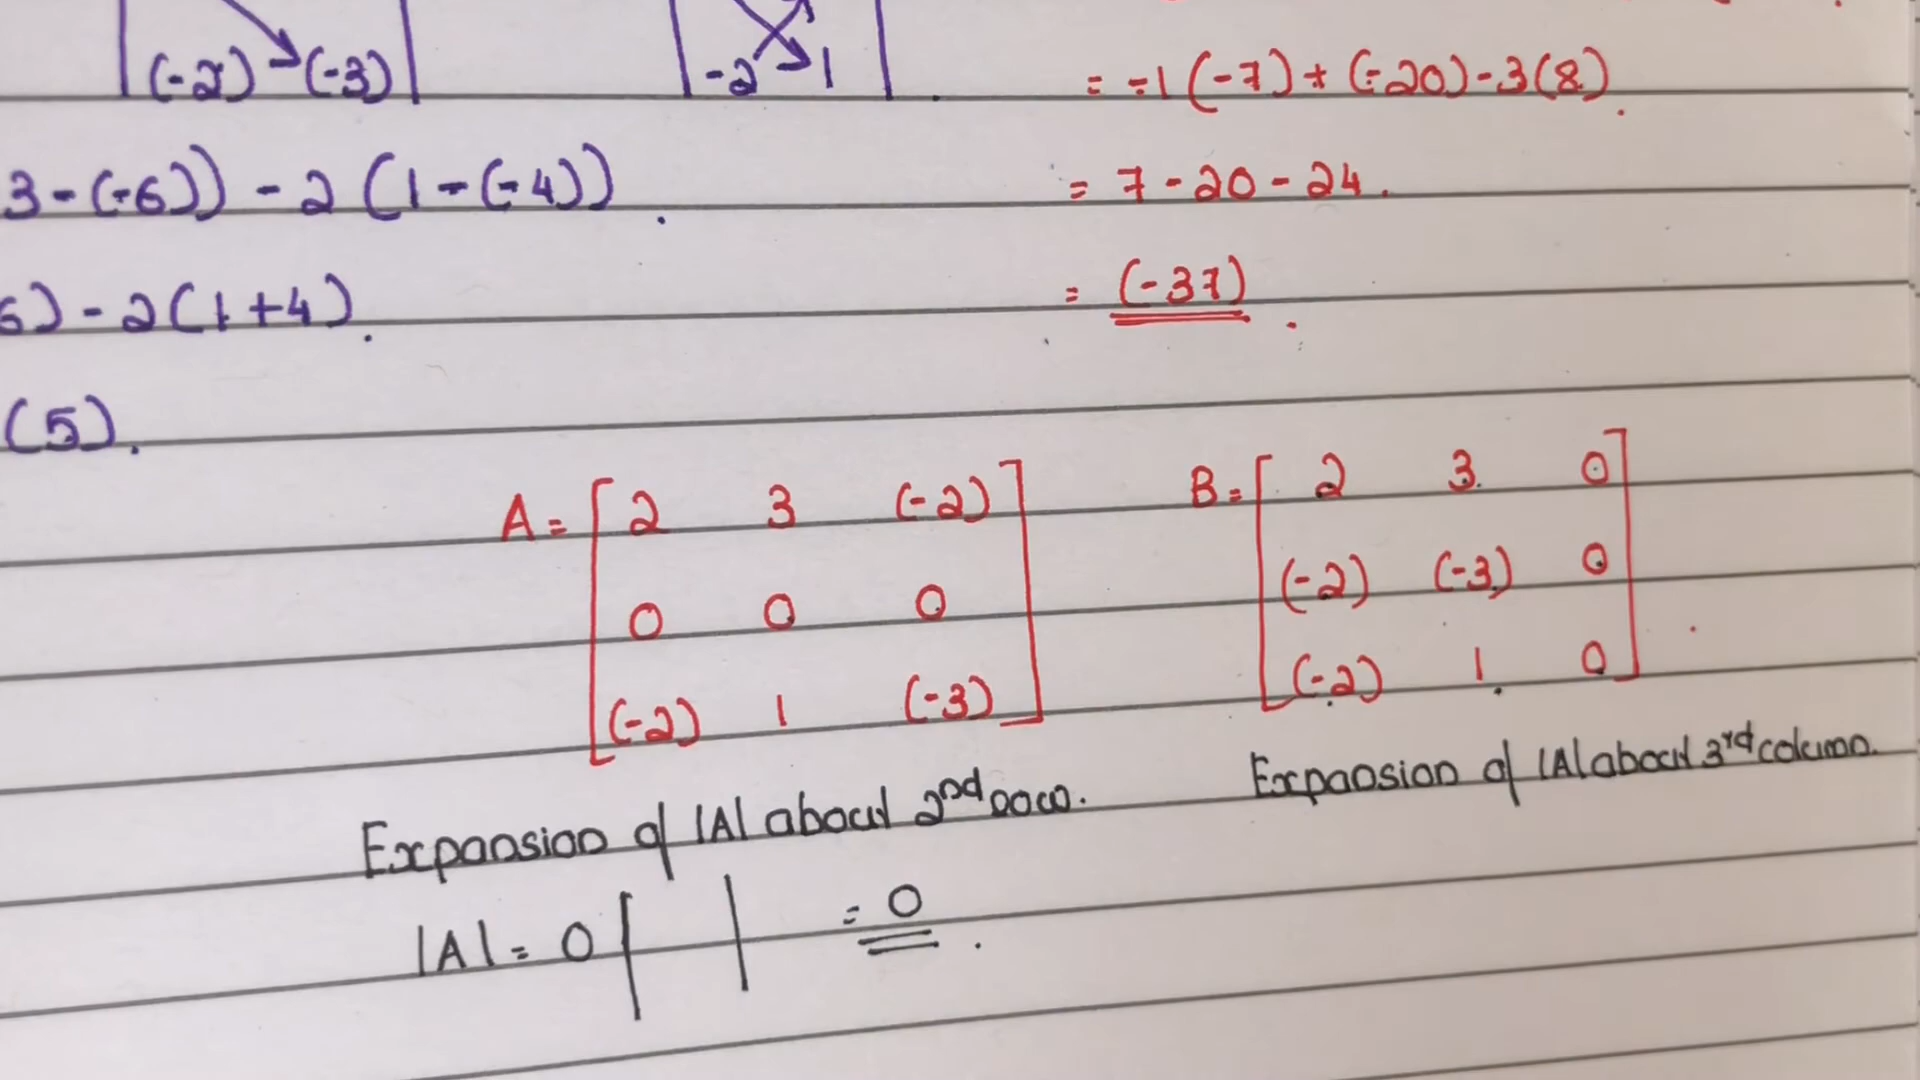 (-2) (-3)
-2 1
= -1(-7) + (-20) - 3(8)
3-(-6)) - 2(1-(-4))
= 7 - 20 - 24.
6) - 2(1+4).
= (-37)
(5).
A = [ 2 3 (-2)
0 0 0
(-2) 1 (-3) ]
B = [ 2 3 0
(-2) (-3) 0
(-2) 1 0 ]
Expansion of |A| about 2nd row.
Expansion of |A| about 3rd column.
|A| = 0 | | = 0